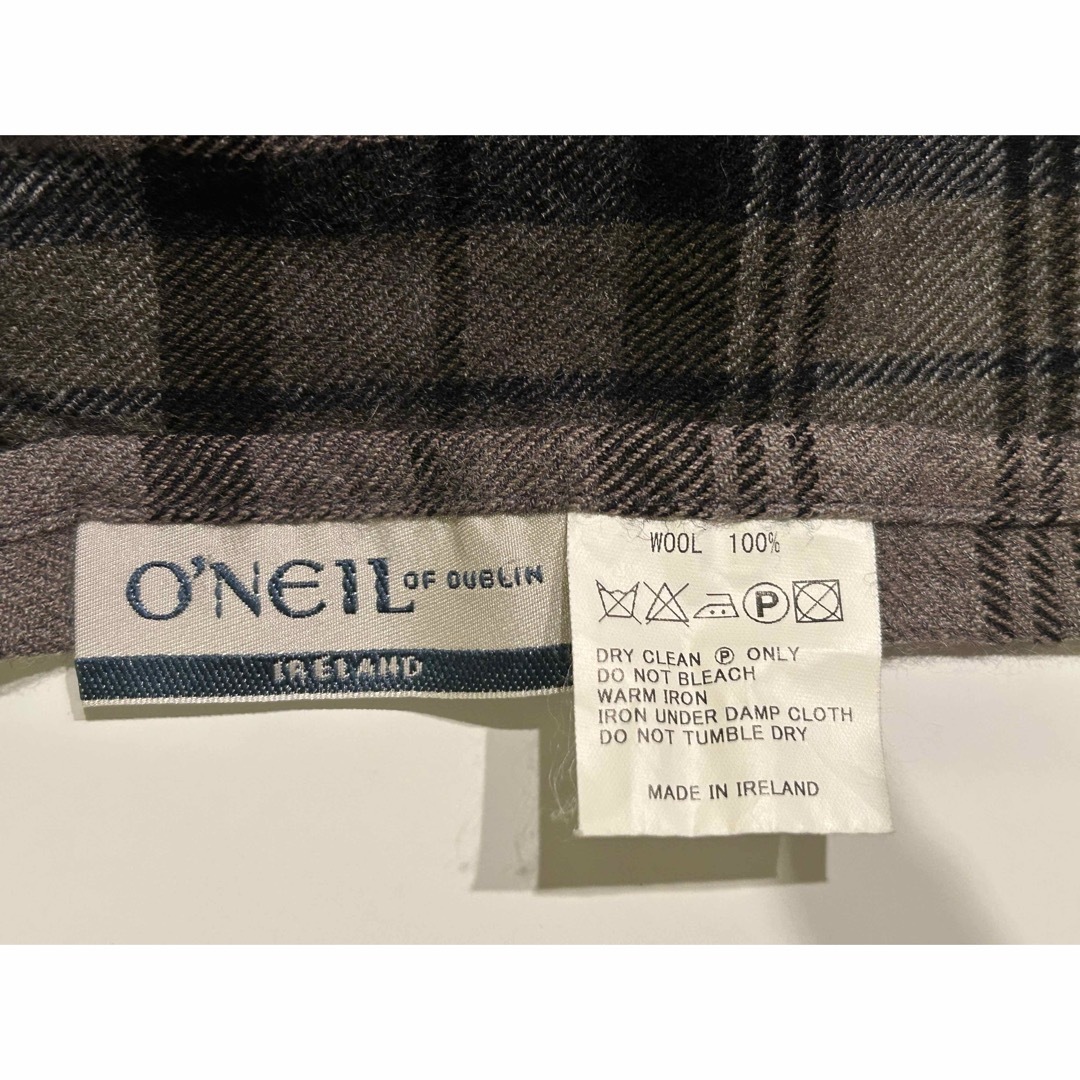 O'NEIL OF DUBLIN
IRELAND
WOOL 100%
P
DRY CLEAN Ⓟ ONLY
DO NOT BLEACH
WARM IRON
IRON UNDER DAMP CLOTH
DO NOT TUMBLE DRY
MADE IN IRELAND